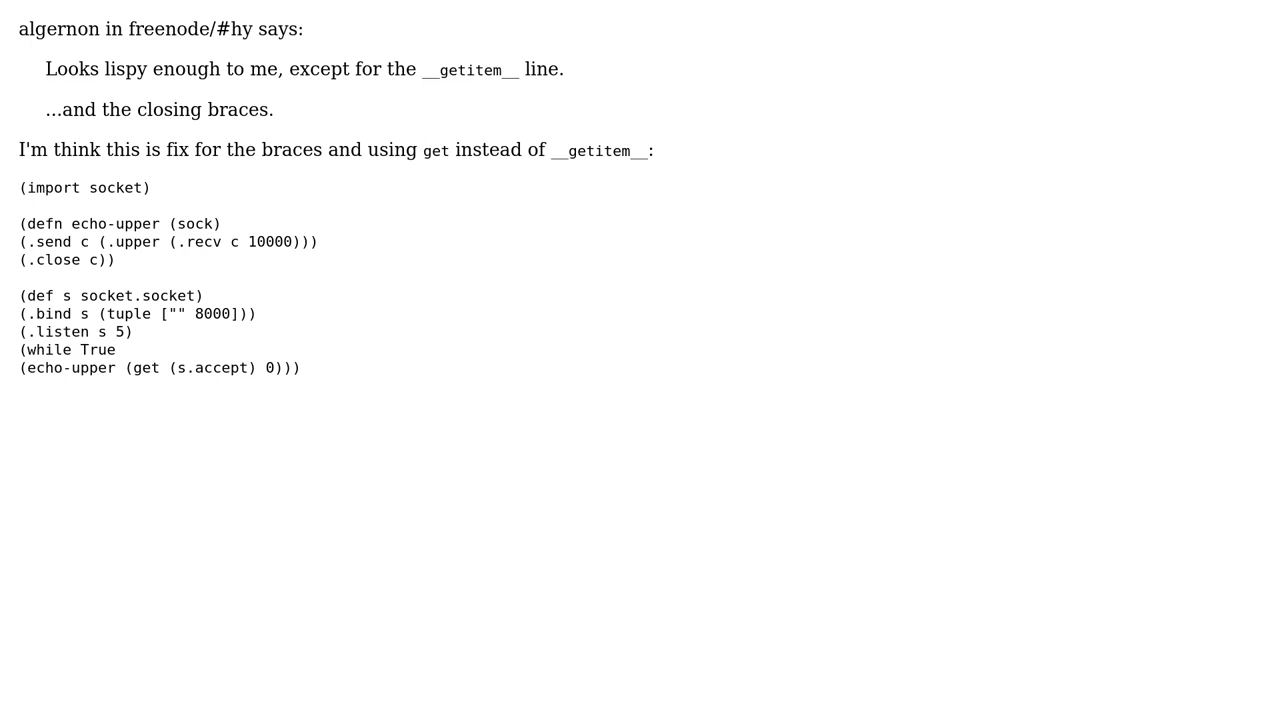 algernon in freenode/#hy says:
Looks lispy enough to me, except for the __getitem__ line.
...and the closing braces.
I'm think this is fix for the braces and using get instead of __getitem__:
(import socket)
(defn echo-upper (sock)
(.send c (.upper (.recv c 10000)))
(.close c))
(def s socket.socket)
(.bind s (tuple ["" 8000]))
(.listen s 5)
(while True
(echo-upper (get (s.accept) 0)))